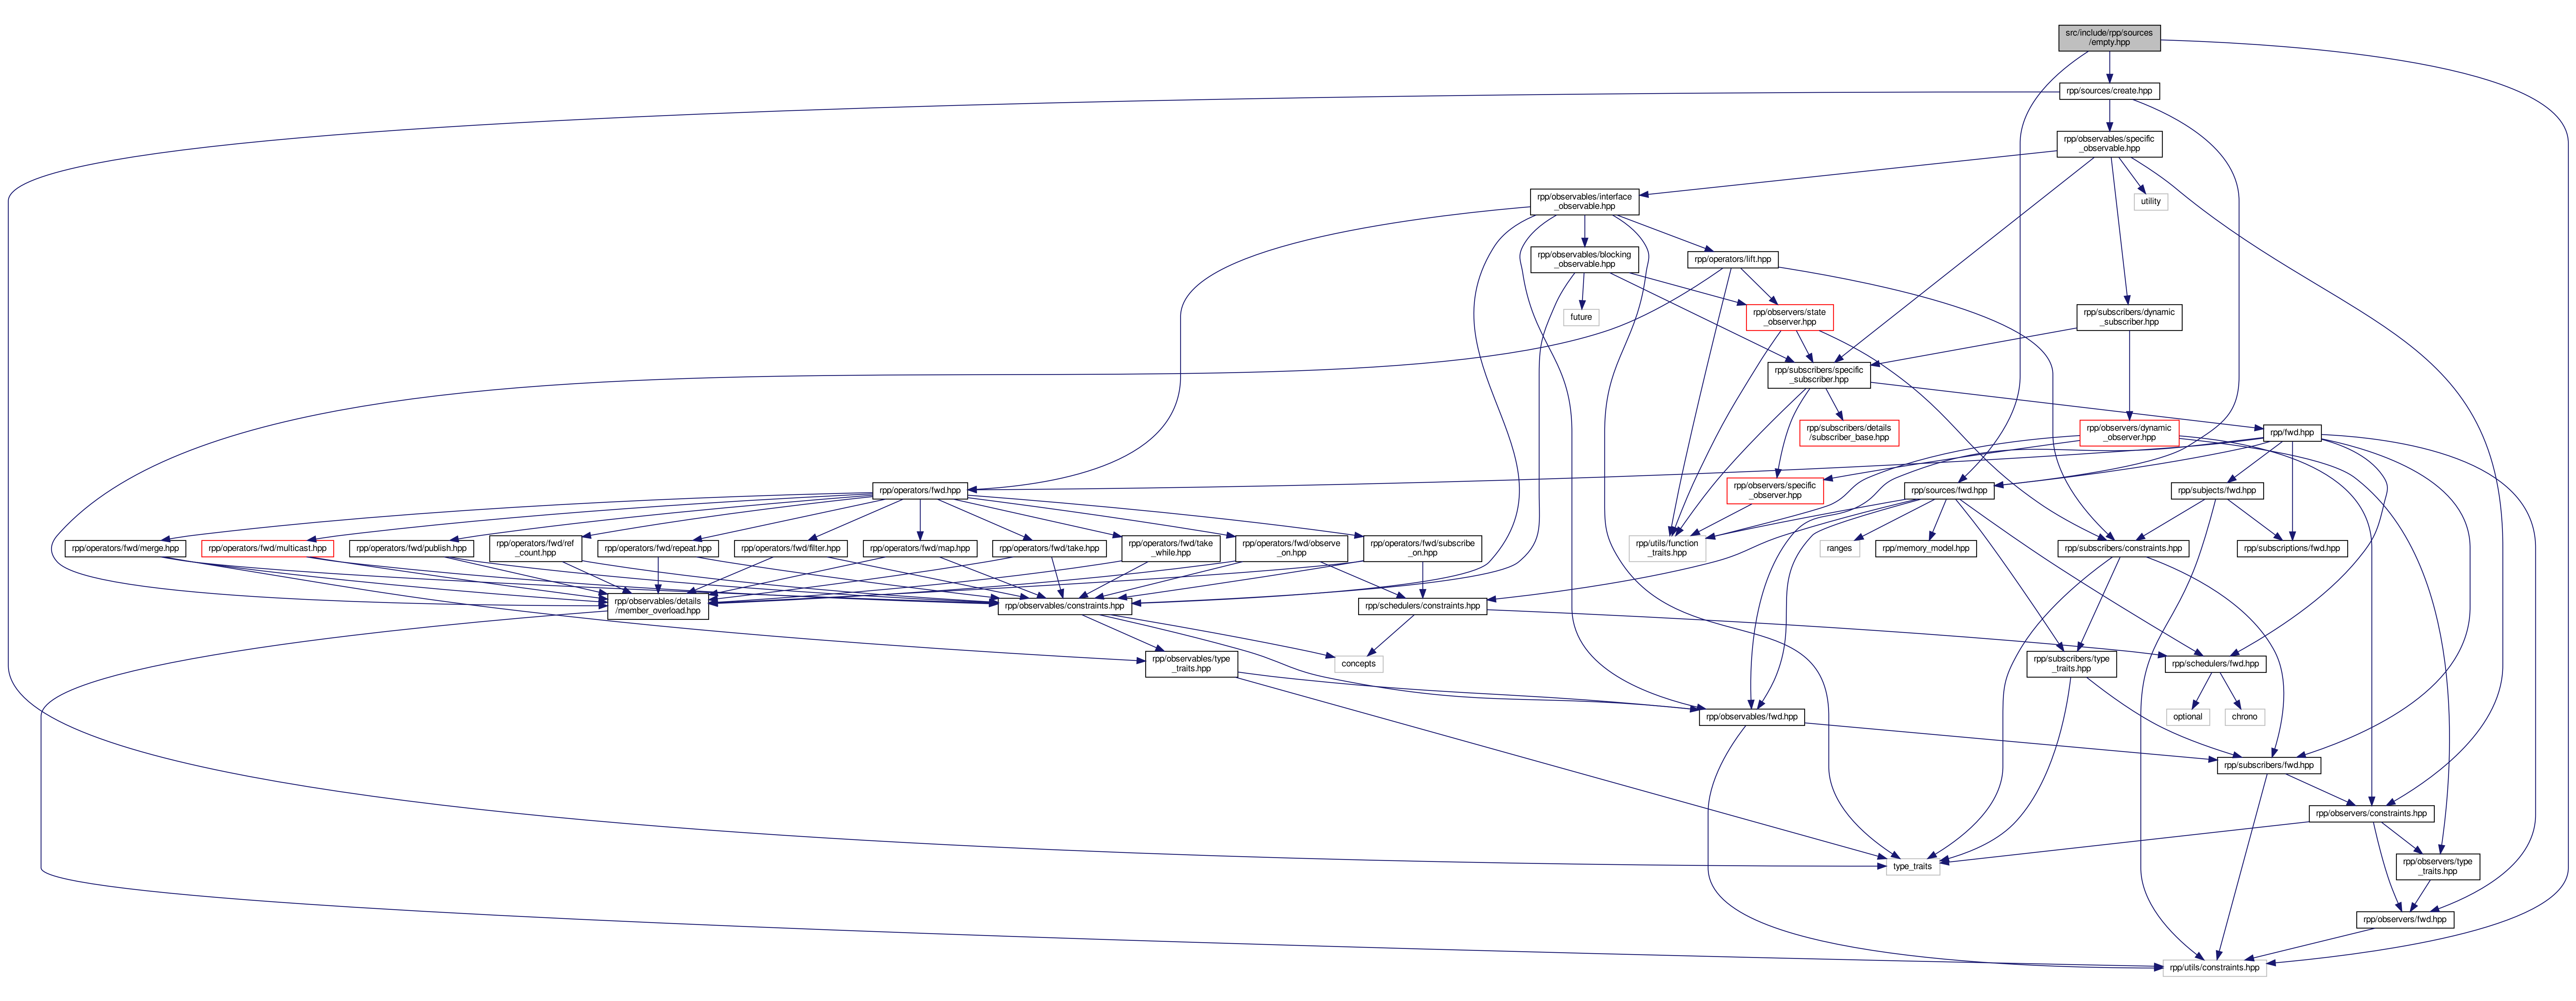 src/include/rpp/sources
/empty.hpp
rpp/sources/create.hpp
rpp/observables/specific
_observable.hpp
rpp/observables/interface
_observable.hpp
utility
rpp/observables/blocking
_observable.hpp
rpp/operators/lift.hpp
future
rpp/observers/state
_observer.hpp
rpp/subscribers/dynamic
_subscriber.hpp
rpp/subscribers/specific
_subscriber.hpp
rpp/subscribers/details
/subscriber_base.hpp
rpp/observers/dynamic
_observer.hpp
rpp/fwd.hpp
rpp/operators/fwd.hpp
rpp/observers/specific
_observer.hpp
rpp/sources/fwd.hpp
rpp/subjects/fwd.hpp
rpp/operators/fwd/merge.hpp
rpp/operators/fwd/multicast.hpp
rpp/operators/fwd/publish.hpp
rpp/operators/fwd/ref
_count.hpp
rpp/operators/fwd/repeat.hpp
rpp/operators/fwd/filter.hpp
rpp/operators/fwd/map.hpp
rpp/operators/fwd/take.hpp
rpp/operators/fwd/take
_while.hpp
rpp/operators/fwd/observe
_on.hpp
rpp/operators/fwd/subscribe
_on.hpp
rpp/utils/function
_traits.hpp
ranges
rpp/memory_model.hpp
rpp/subscribers/constraints.hpp
rpp/subscriptions/fwd.hpp
rpp/observables/details
/member_overload.hpp
rpp/observables/constraints.hpp
rpp/schedulers/constraints.hpp
rpp/observables/type
_traits.hpp
concepts
rpp/subscribers/type
_traits.hpp
rpp/schedulers/fwd.hpp
rpp/observables/fwd.hpp
optional
chrono
rpp/subscribers/fwd.hpp
rpp/observers/constraints.hpp
type_traits
rpp/observers/type
_traits.hpp
rpp/observers/fwd.hpp
rpp/utils/constraints.hpp